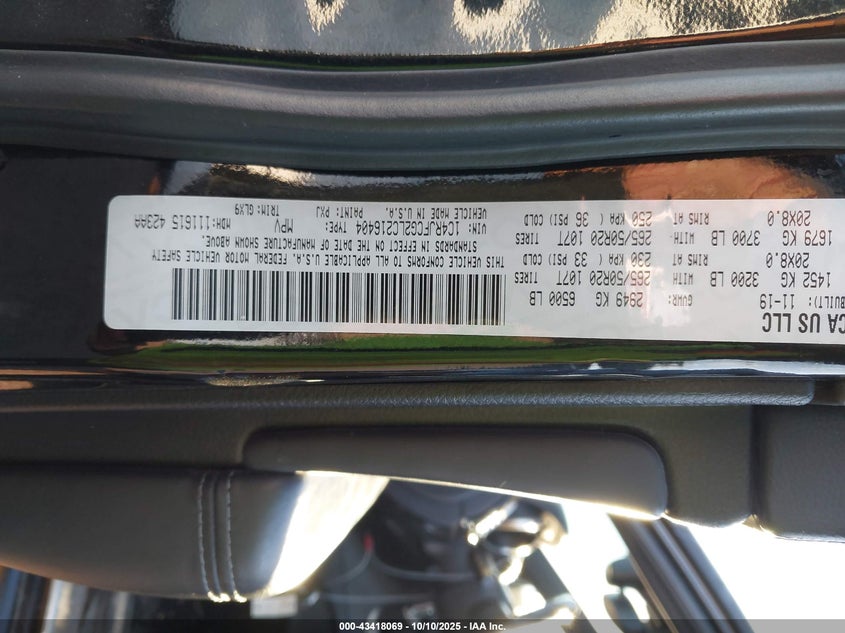 CA US LLC
BUILT): 11-19 GVWR: 2949 KG 6500 LB
1452 KG 3200 LB WITH TIRES 265/50R20 107T
20X8.0 RIMS AT 230 KPA ( 33 PSI COLD
1679 KG 3700 LB WITH- TIRES 265/50R20 107T
20X8.0 RIMS AT 250 KPA ( 36 PSI) COLD
THIS VEHICLE CONFORMS TO ALL APPLICABLE U.S.A. FEDERAL MOTOR VEHICLE SAFETY
STANDARDS IN EFFECT ON THE DATE OF MANUFACTURE SHOWN ABOVE.
VIN: 1C4RJFCG2LC216404 MPV MDH:111615 423AA
VEHICLE MADE IN U.S.A. PAINT: PXJ TRIM: GLX9
000-43418069 - 10/10/2025 - IAA Inc.